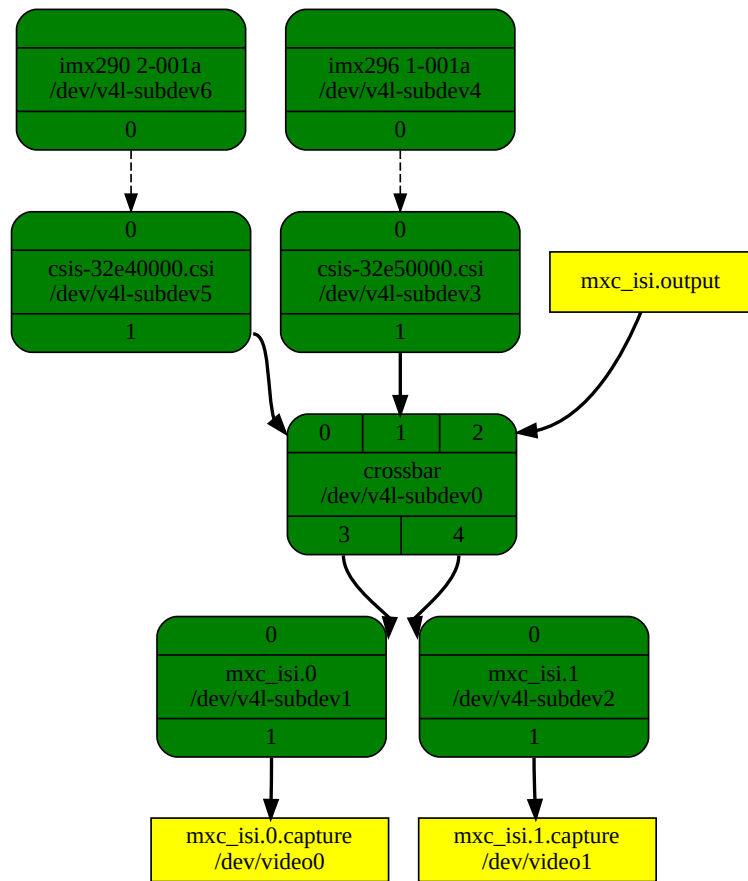 imx290 2-001a
/dev/v4l-subdev6
0
imx296 1-001a
/dev/v4l-subdev4
0
0
csis-32e40000.csi
/dev/v4l-subdev5
1
0
csis-32e50000.csi
/dev/v4l-subdev3
1
mxc_isi.output
0 1 2
crossbar
/dev/v4l-subdev0
3 4
0
mxc_isi.0
/dev/v4l-subdev1
1
0
mxc_isi.1
/dev/v4l-subdev2
1
mxc_isi.0.capture
/dev/video0
mxc_isi.1.capture
/dev/video1